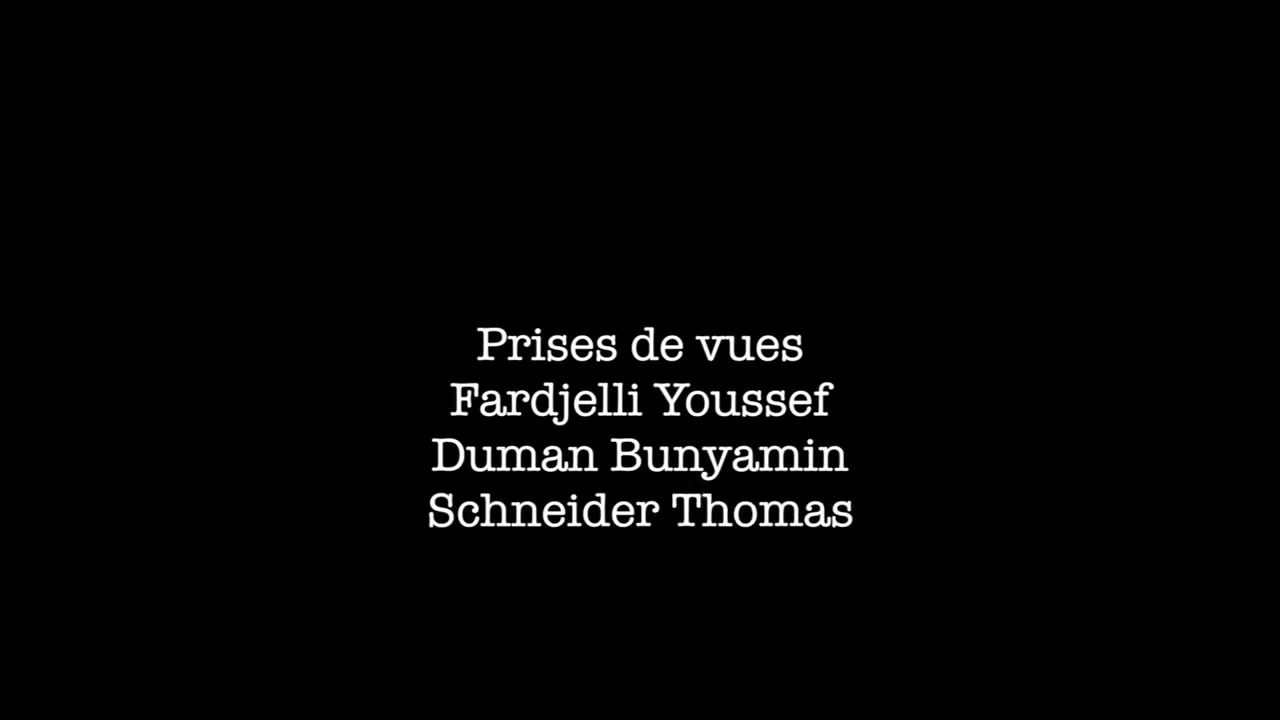 Prises de vues
Fardjelli Youssef
Duman Bunyamin
Schneider Thomas